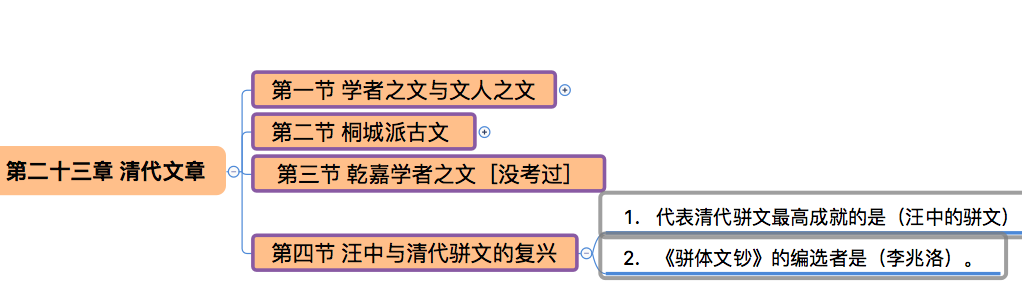 第一节 学者之文与文人之文
第二节 桐城派古文
第二十三章 清代文章
第三节 乾嘉学者之文［没考过］
1. 代表清代骈文最高成就的是（汪中的骈文）
第四节 汪中与清代骈文的复兴
2. 《骈体文钞》的编选者是（李兆洛）。